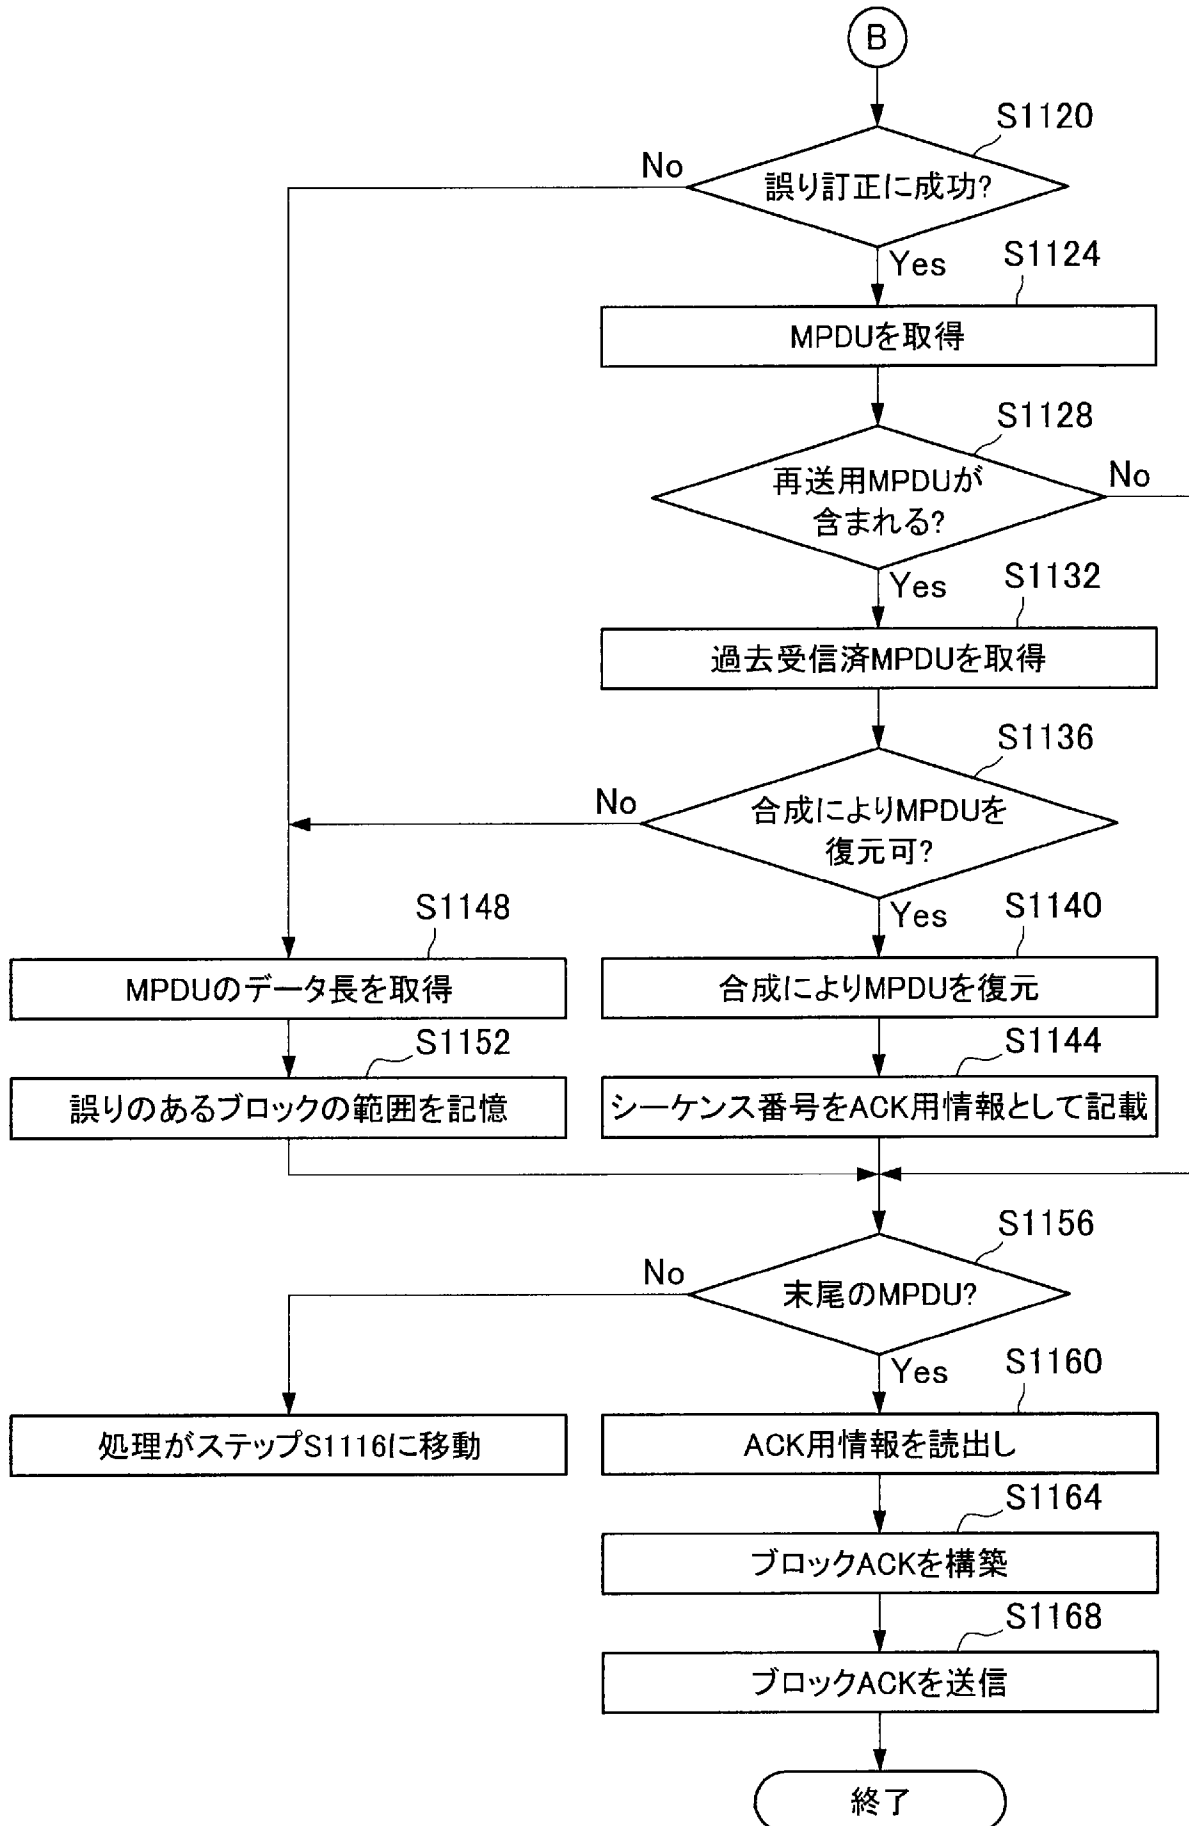 B
S1120
No
誤り訂正に成功?
Yes
S1124
MPDUを取得
S1128
再送用MPDUが
含まれる?
No
Yes
S1132
過去受信済MPDUを取得
S1136
No
合成によりMPDUを
復元可?
Yes
S1148
S1140
MPDUのデータ長を取得
合成によりMPDUを復元
S1152
S1144
誤りのあるブロックの範囲を記憶
シーケンス番号をACK用情報として記載
S1156
No
末尾のMPDU?
Yes
S1160
処理がステップS1116に移動
ACK用情報を読出し
S1164
ブロックACKを構築
S1168
ブロックACKを送信
終了